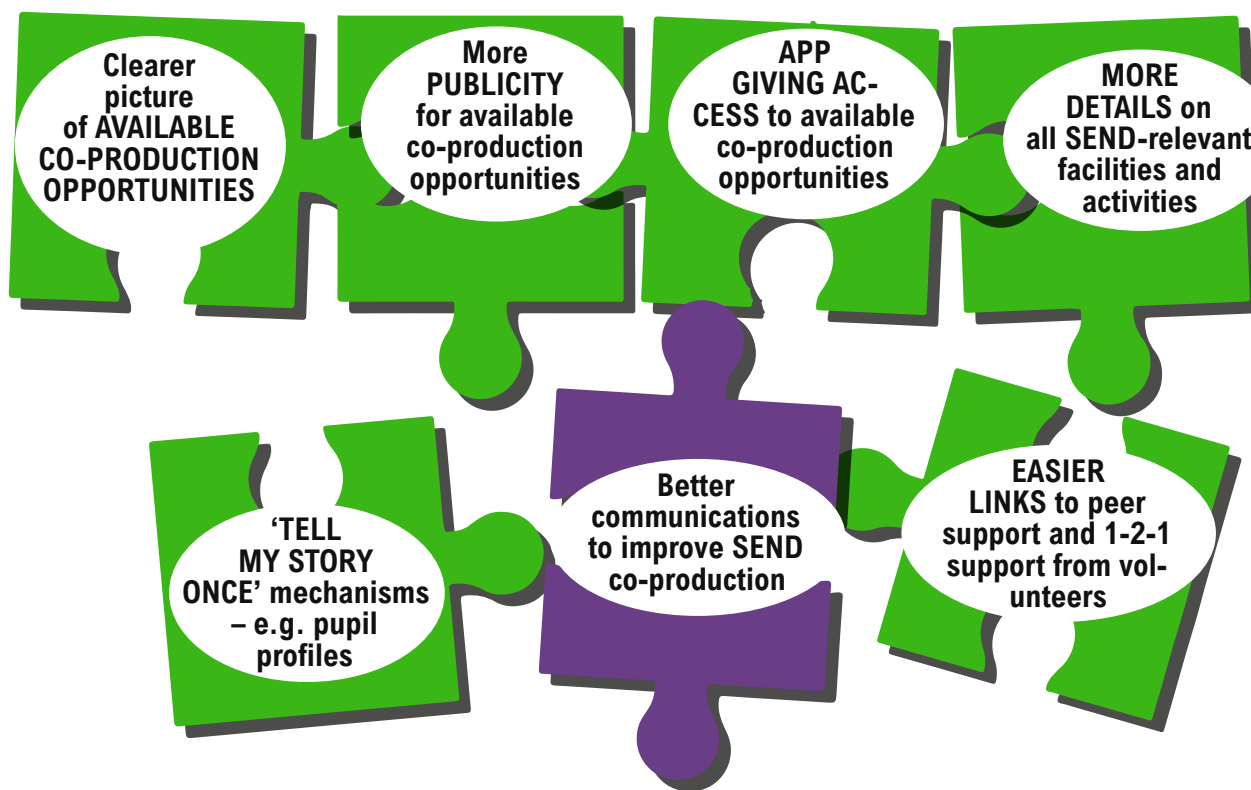 Clearer
picture
of AVAILABLE
CO-PRODUCTION
OPPORTUNITIES
More
PUBLICITY
for available
co-production
opportunities
APP
GIVING AC-
CESS to available
co-production
opportunities
MORE
DETAILS on
all SEND-relevant
facilities and
activities
‘TELL
MY STORY
ONCE’ mechanisms
– e.g. pupil
profiles
Better
communications
to improve SEND
co-production
EASIER
LINKS to peer
support and 1-2-1
support from vol-
unteers